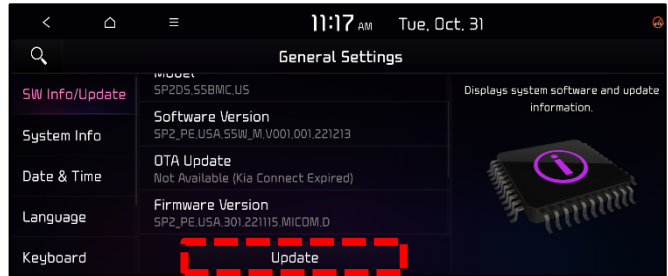 11:17 AM Tue, Oct. 31
General Settings
SW Info/Update
System Info
Date & Time
Language
Keyboard
Model
SP2DS.S5BMC.US
Software Version
SP2_PE.USA.S5W_M.V001.001.221213
OTA Update
Not Available (Kia Connect Expired)
Firmware Version
SP2_PE.USA.301.221115.MICOM.D
Update
Displays system software and update
information.